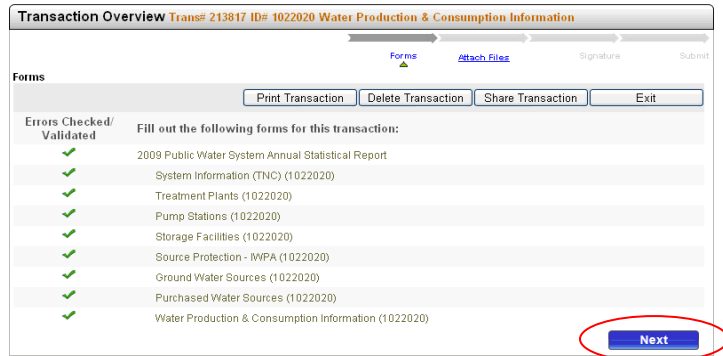 Transaction Overview Trans# 213817 ID# 1022020 Water Production & Consumption Information
Forms Attach Files Signature Submit
Forms
Print Transaction Delete Transaction Share Transaction Exit
Errors Checked/
Validated
Fill out the following forms for this transaction:
2009 Public Water System Annual Statistical Report
System Information (TNC) (1022020)
Treatment Plants (1022020)
Pump Stations (1022020)
Storage Facilities (1022020)
Source Protection - IWPA (1022020)
Ground Water Sources (1022020)
Purchased Water Sources (1022020)
Water Production & Consumption Information (1022020)
Next